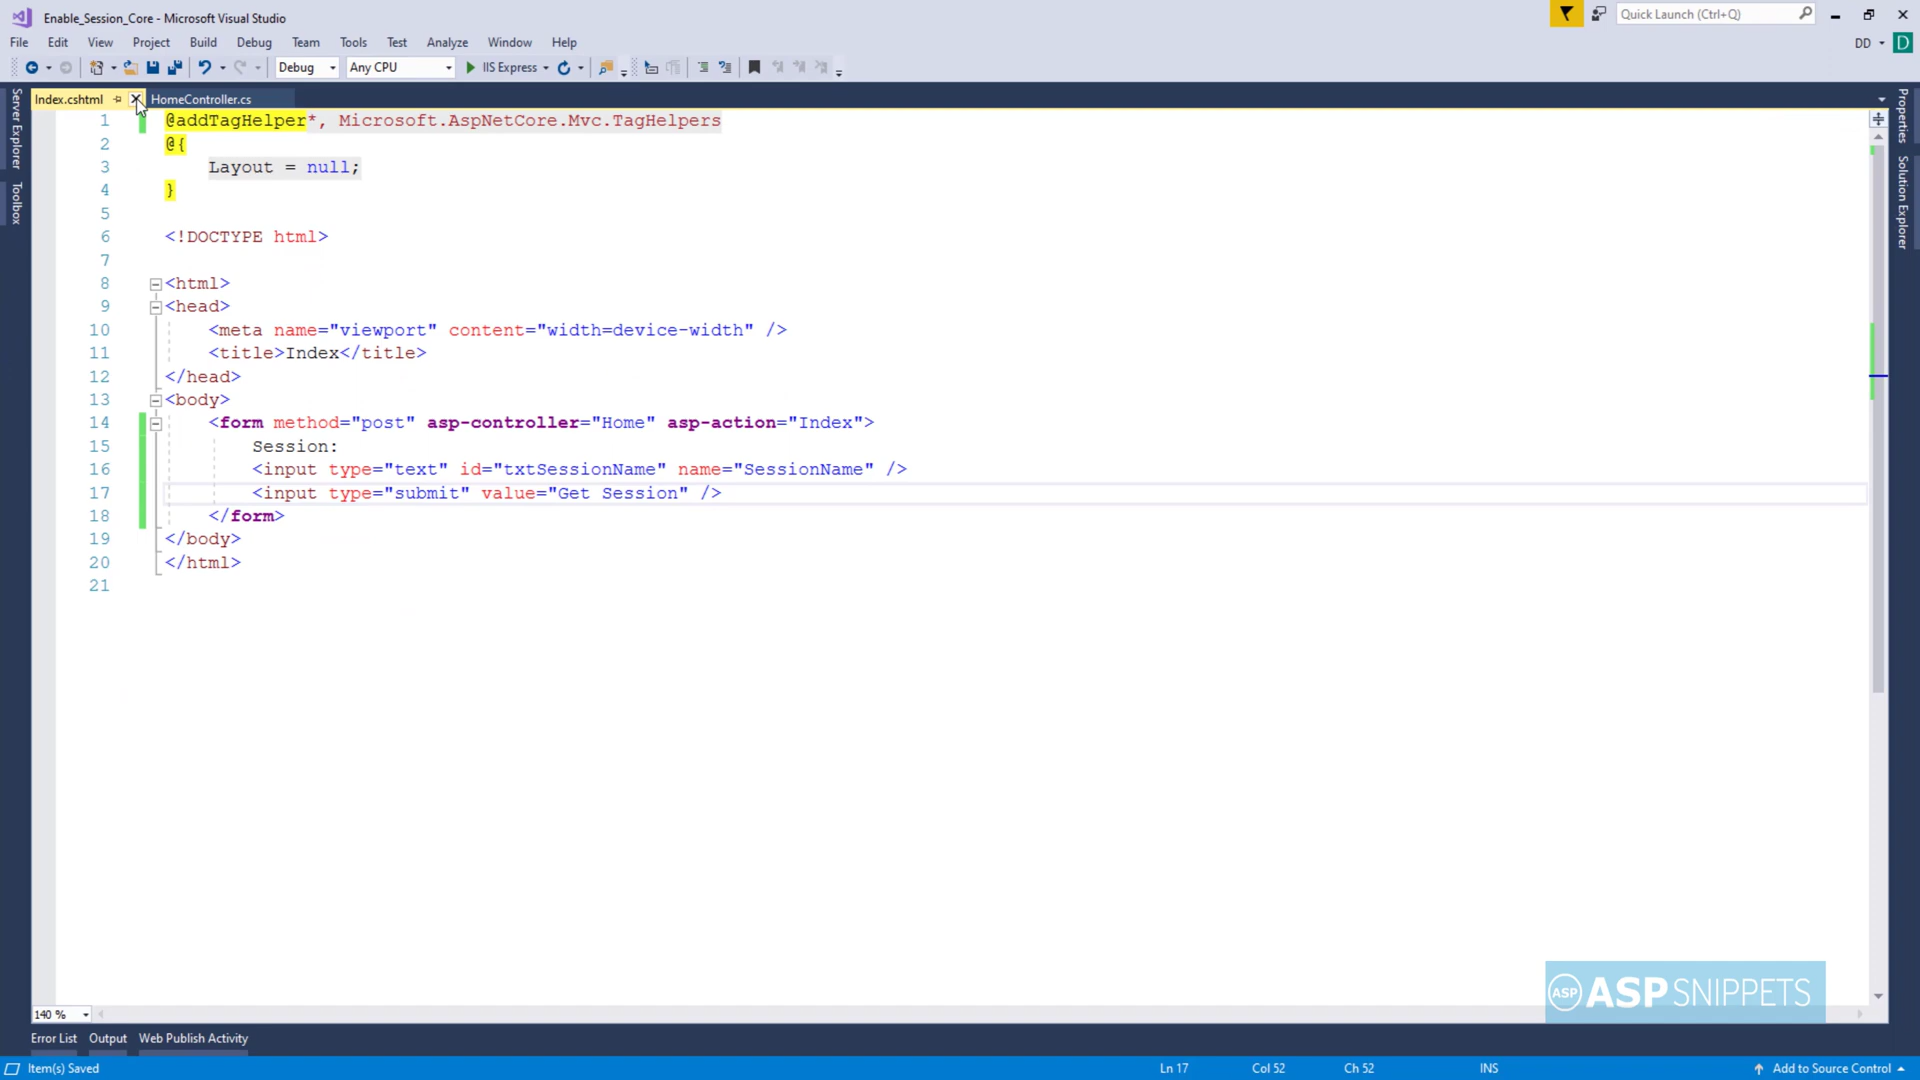 Enable_Session_Core - Microsoft Visual Studio
Quick Launch (Ctrl+Q)
File Edit View Project Build Debug Team Tools Test Analyze Window Help
DD D
Debug Any CPU IIS Express
Server Explorer
Toolbox
Index.cshtml HomeController.cs
Properties
Solution Explorer
1 @addTagHelper*, Microsoft.AspNetCore.Mvc.TagHelpers
2 @{
3 Layout = null;
4 }
5
6 <!DOCTYPE html>
7
8 <html>
9 <head>
10 <meta name="viewport" content="width=device-width" />
11 <title>Index</title>
12 </head>
13 <body>
14 <form method="post" asp-controller="Home" asp-action="Index">
15 Session:
16 <input type="text" id="txtSessionName" name="SessionName" />
17 <input type="submit" value="Get Session" />
18 </form>
19 </body>
20 </html>
21
ASP ASPSNIPPETS
140 %
Error List Output Web Publish Activity
Item(s) Saved Ln 17 Col 52 Ch 52 INS Add to Source Control